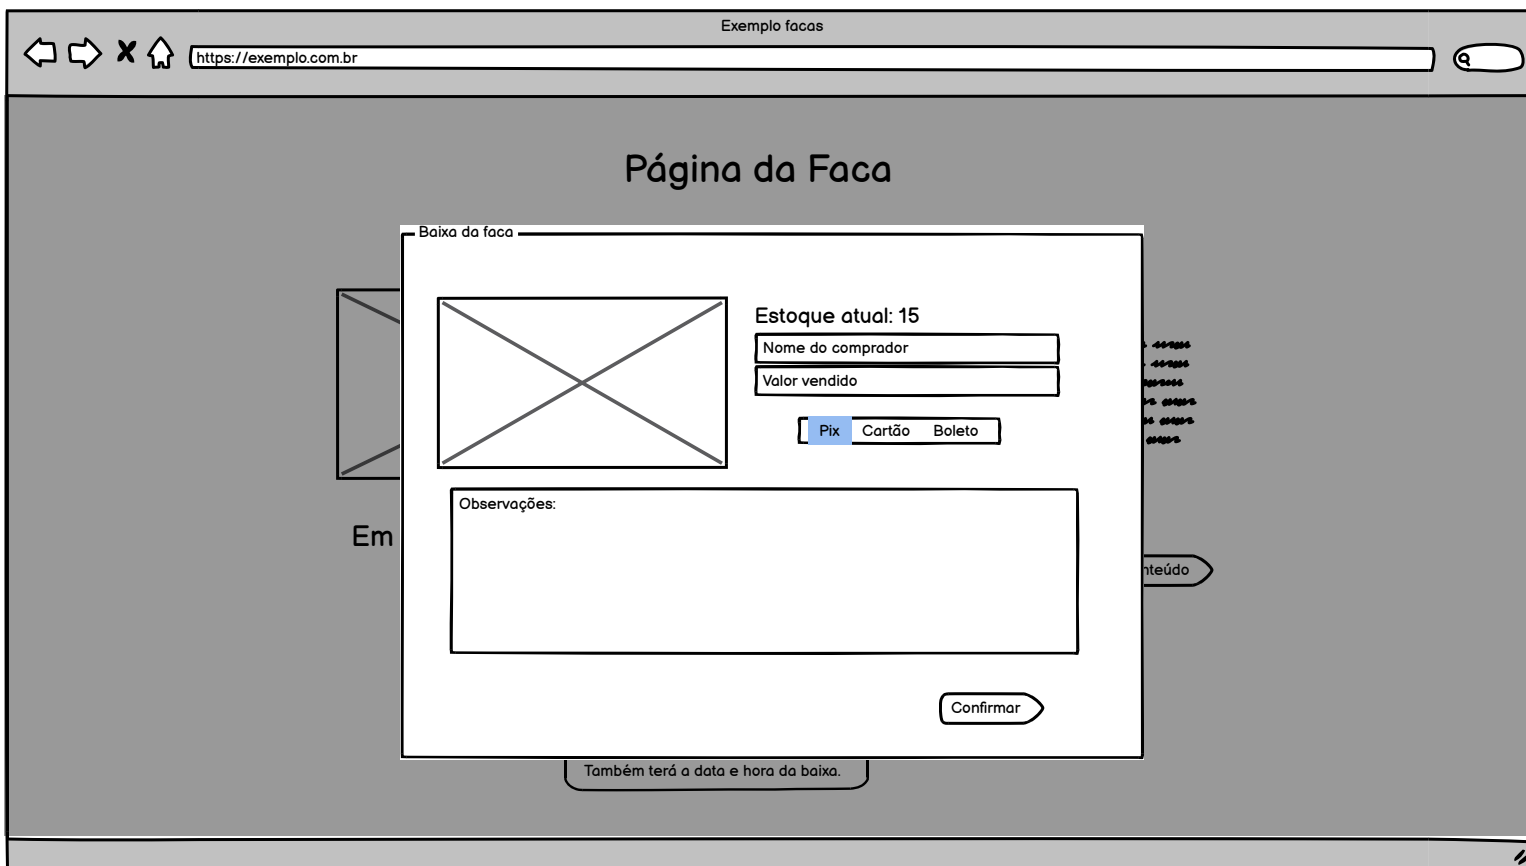 Exemplo facas
https://exemplo.com.br
Página da Faca
Baixa da faca
Estoque atual: 15
Nome do comprador
Valor vendido
Pix Cartão Boleto
Observações:
Em
Confirmar
Também terá a data e hora da baixa.